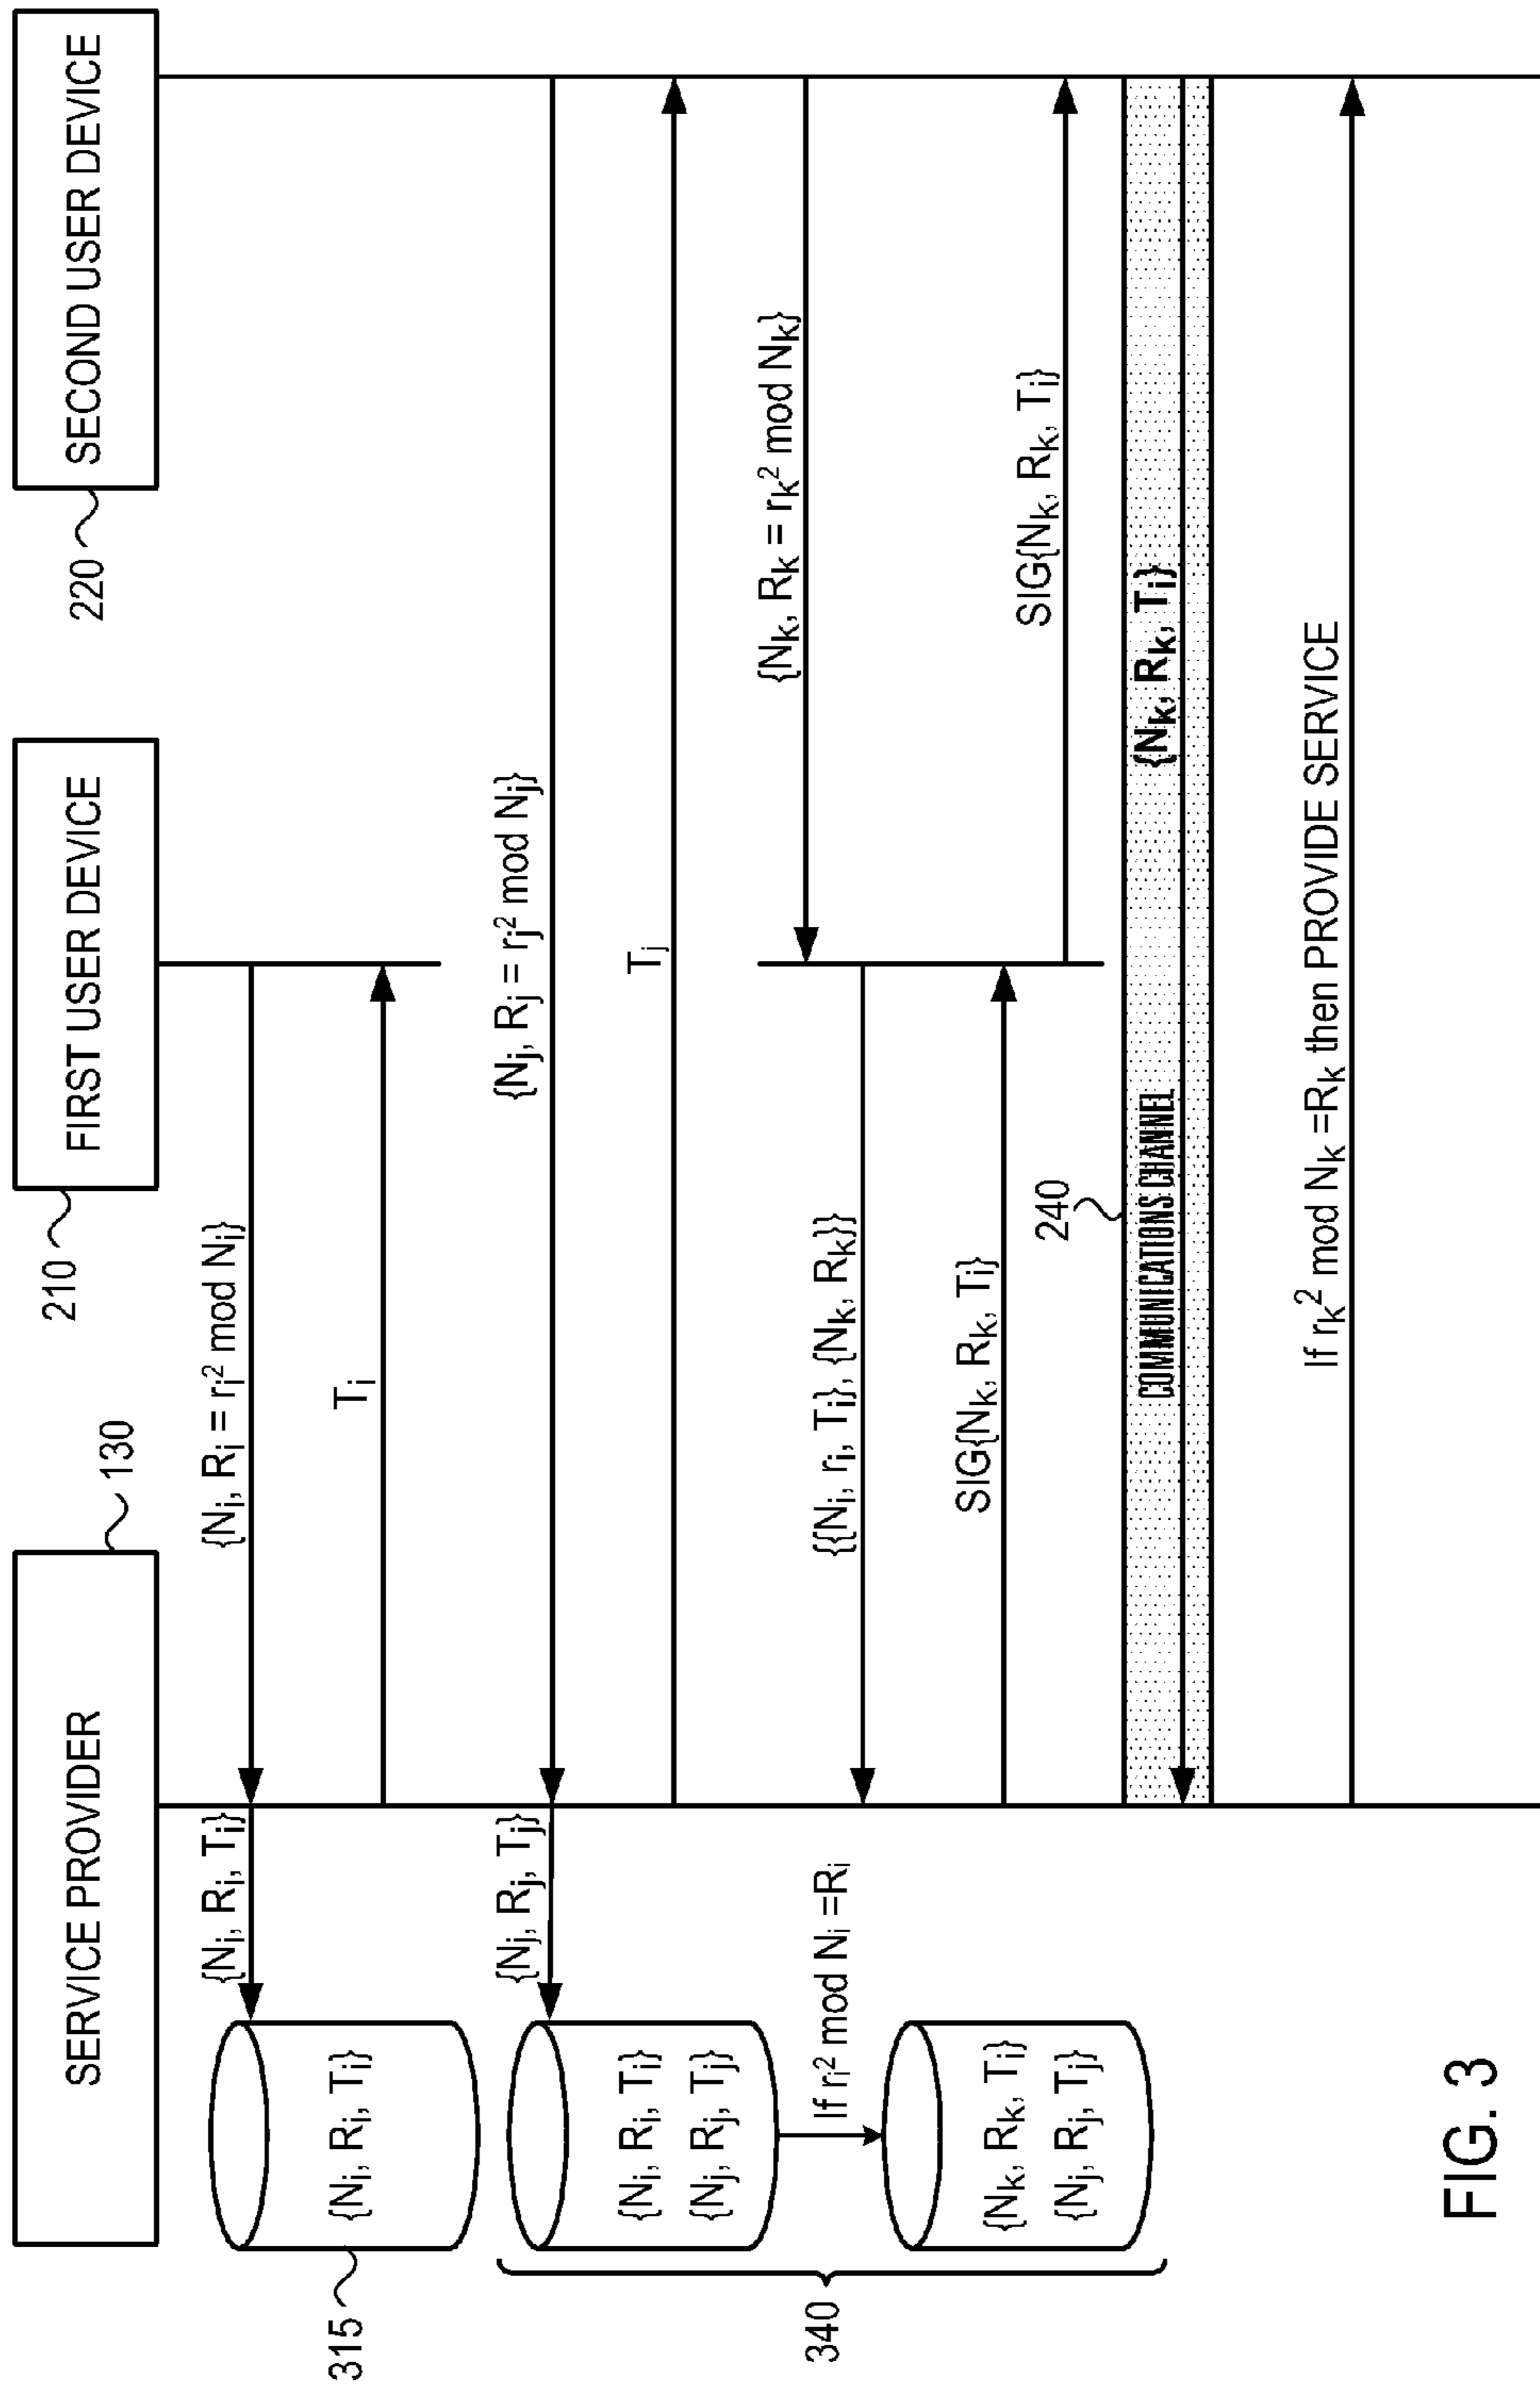 SERVICE PROVIDER
130
FIRST USER DEVICE
210
SECOND USER DEVICE
220
{Nᵢ, Rᵢ, Tᵢ}
{Nᵢ, Rᵢ = rᵢ² mod Nᵢ}
{Nᵢ, Rᵢ, Tᵢ}
315
Tᵢ
{Nⱼ, Rⱼ, Tⱼ}
{Nⱼ, Rⱼ = rⱼ² mod Nⱼ}
{Nᵢ, Rᵢ, Tᵢ}
{Nⱼ, Rⱼ, Tⱼ}
Tⱼ
{Nₖ, Rₖ = rₖ² mod Nₖ}
340
If rᵢ² mod Nᵢ =Rᵢ
{{Nᵢ, rᵢ, Tᵢ}, {Nₖ, Rₖ}}
SIG{Nₖ, Rₖ, Tᵢ}
SIG{Nₖ, Rₖ, Tᵢ}
{Nₖ, Rₖ, Tᵢ}
{Nⱼ, Rⱼ, Tⱼ}
240
COMMUNICATIONS CHANNEL
{Nₖ, Rₖ, Tᵢ}
If rₖ² mod Nₖ =Rₖ then PROVIDE SERVICE
FIG. 3